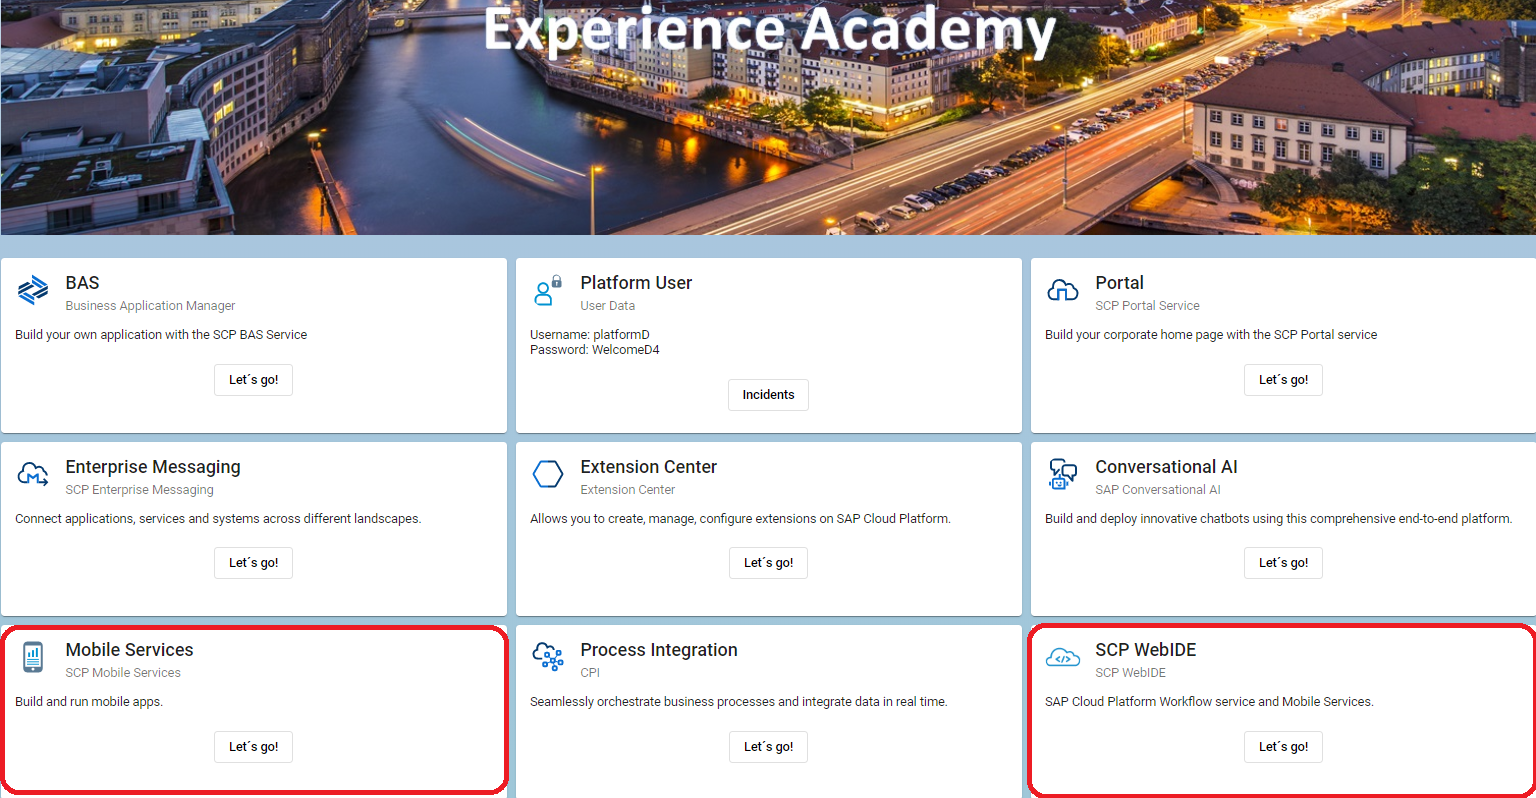 Experience Academy
BAS
Business Application Manager
Build your own application with the SCP BAS Service
Let´s go!
Platform User
User Data
Username: platformD
Password: WelcomeD4
Incidents
Portal
SCP Portal Service
Build your corporate home page with the SCP Portal service
Let´s go!
Enterprise Messaging
SCP Enterprise Messaging
Connect applications, services and systems across different landscapes.
Let´s go!
Extension Center
Extension Center
Allows you to create, manage, configure extensions on SAP Cloud Platform.
Let´s go!
Conversational AI
SAP Conversational AI
Build and deploy innovative chatbots using this comprehensive end-to-end platform.
Let´s go!
Mobile Services
SCP Mobile Services
Build and run mobile apps.
Let´s go!
Process Integration
CPI
Seamlessly orchestrate business processes and integrate data in real time.
Let´s go!
SCP WebIDE
SCP WebIDE
SAP Cloud Platform Workflow service and Mobile Services.
Let´s go!